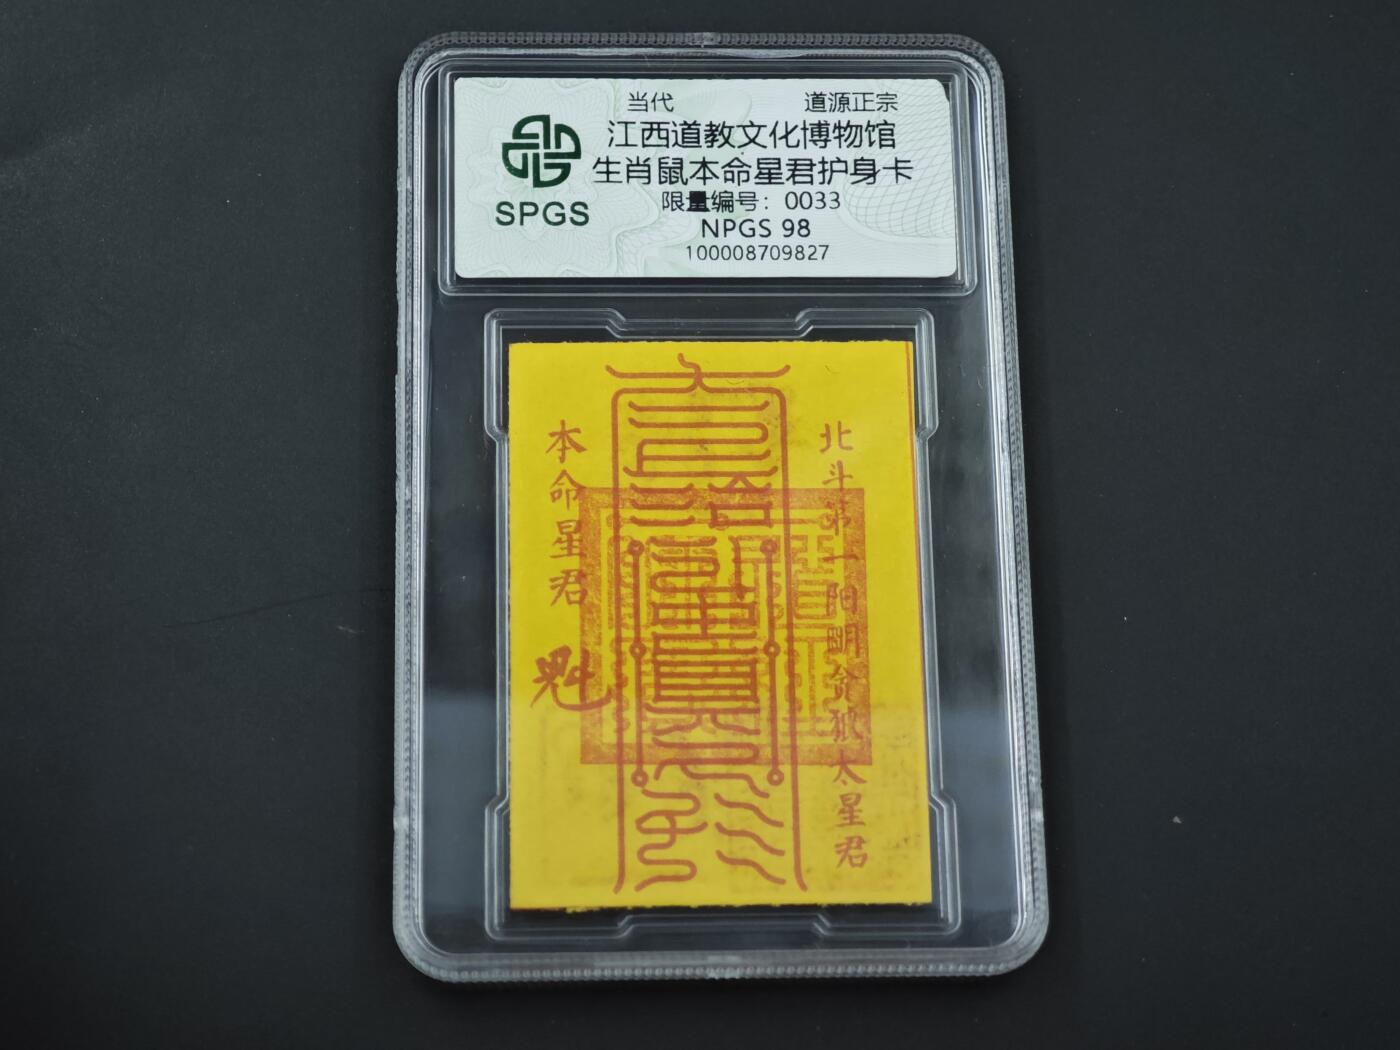 当代 道源正宗
江西道教文化博物馆
生肖鼠本命星君护身卡
限量编号：0033
NPGS 98
100008709827
SPGS
北斗第一阳明贪狼太星君
本命星君
魁